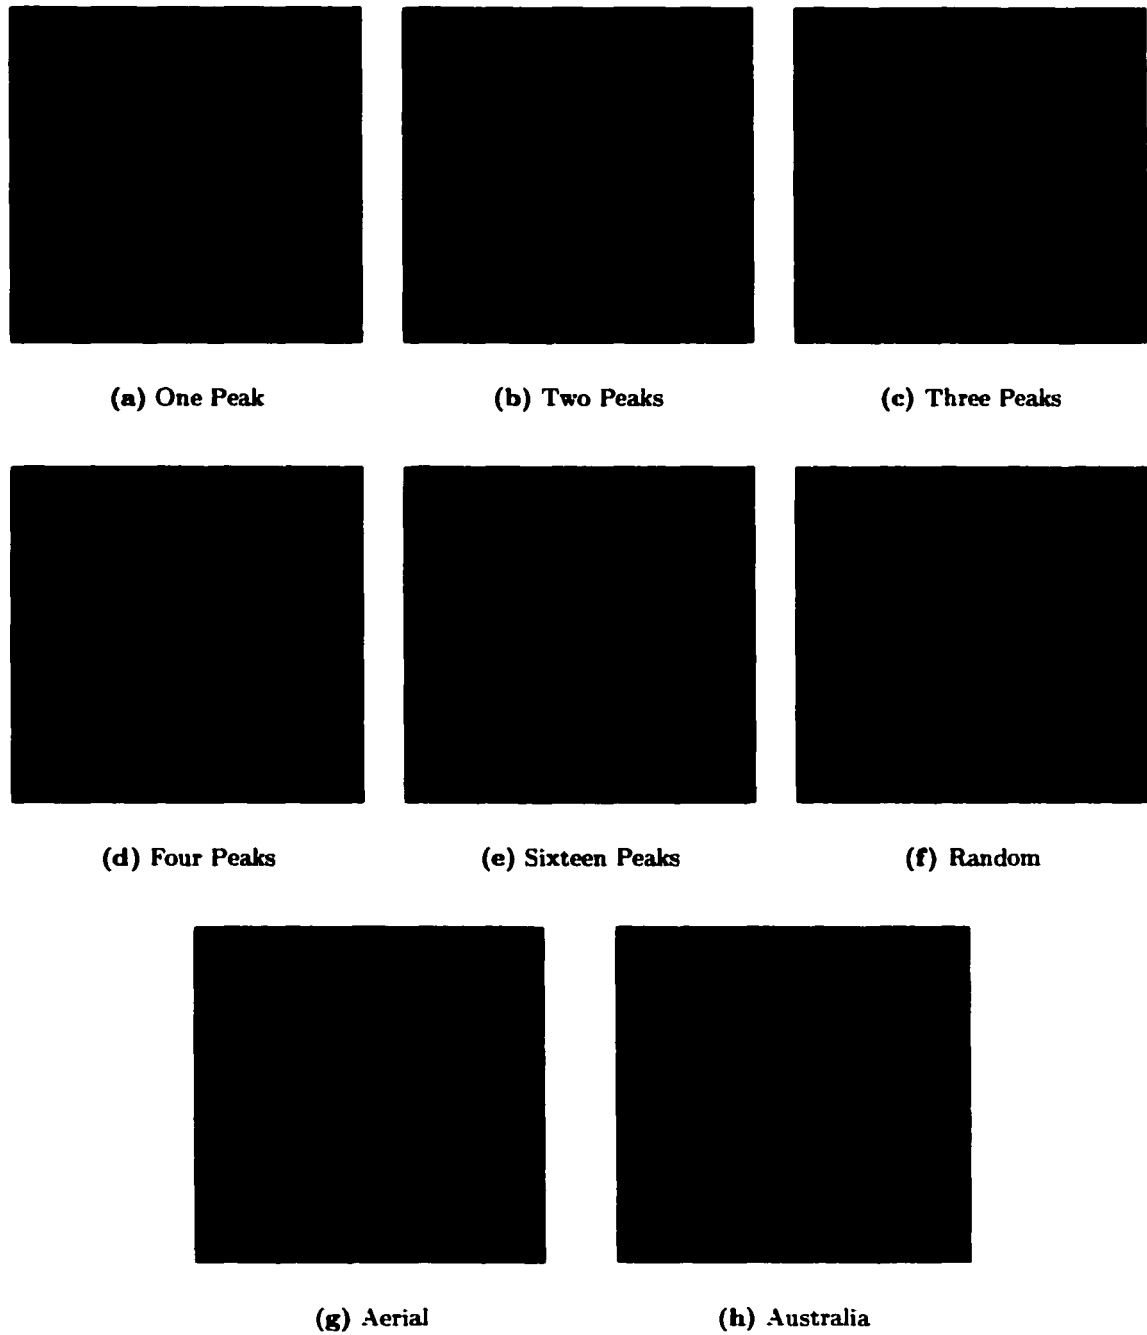 (a) One Peak
(b) Two Peaks
(c) Three Peaks
(d) Four Peaks
(e) Sixteen Peaks
(f) Random
(g) Aerial
(h) Australia